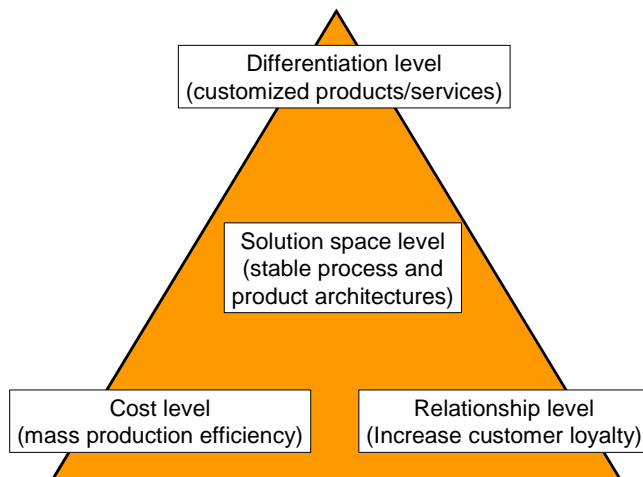 Differentiation level
(customized products/services)
Solution space level
(stable process and
product architectures)
Cost level
(mass production efficiency)
Relationship level
(Increase customer loyalty)